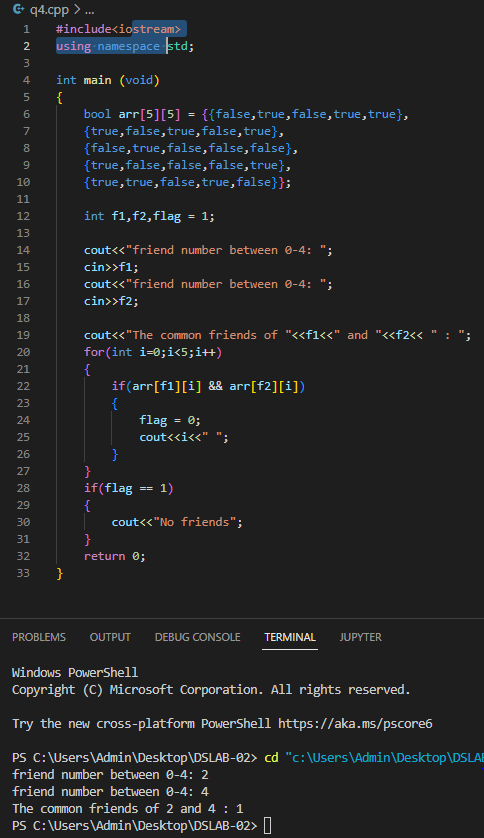 q4.cpp > ...
1 #include<iostream>
2 using namespace std;
3
4 int main (void)
5 {
6 bool arr[5][5] = {{false,true,false,true,true},
7 {true,false,true,false,true},
8 {false,true,false,false,false},
9 {true,false,false,false,true},
10 {true,true,false,true,false}};
11
12 int f1,f2,flag = 1;
13
14 cout<<"friend number between 0-4: ";
15 cin>>f1;
16 cout<<"friend number between 0-4: ";
17 cin>>f2;
18
19 cout<<"The common friends of "<<f1<<" and "<<f2<< " : ";
20 for(int i=0;i<5;i++)
21 {
22 if(arr[f1][i] && arr[f2][i])
23 {
24 flag = 0;
25 cout<<i<<" ";
26 }
27 }
28 if(flag == 1)
29 {
30 cout<<"No friends";
31 }
32 return 0;
33 }
PROBLEMS OUTPUT DEBUG CONSOLE TERMINAL JUPYTER
Windows PowerShell
Copyright (C) Microsoft Corporation. All rights reserved.
Try the new cross-platform PowerShell https://aka.ms/pscore6
PS C:\Users\Admin\Desktop\DSLAB-02> cd "c:\Users\Admin\Desktop\DSLAB
friend number between 0-4: 2
friend number between 0-4: 4
The common friends of 2 and 4 : 1
PS C:\Users\Admin\Desktop\DSLAB-02>